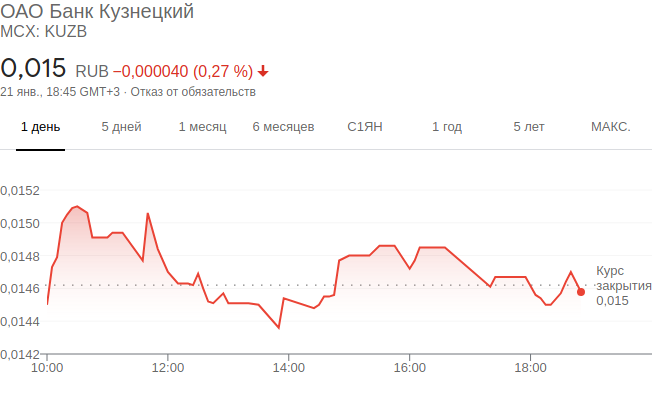 ОАО Банк Кузнецкий
MCX: KUZB
0,015 RUB −0,000040 (0,27 %)
21 янв., 18:45 GMT+3 · Отказ от обязательств
1 день 5 дней 1 месяц 6 месяцев С1ЯН 1 год 5 лет МАКС.
0,0152
0,0150
0,0148
0,0146
0,0144
0,0142
Курс
закрытия
0,015
10:00 12:00 14:00 16:00 18:00